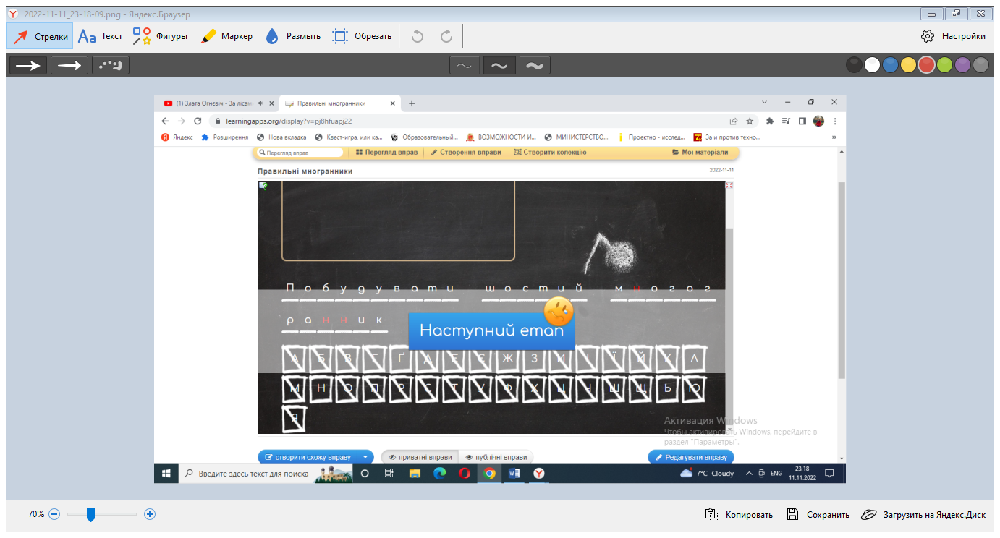 2022-11-11_23-18-09.png - Яндекс.Браузер
Стрелки Текст Фигуры Маркер Размыть Обрезать Настройки
(1) Злата Огнєвіч - За лісам Правильні многранники
learningapps.org/display?v=pj8hfuapj22
Яндекс Розширення Нова вкладка Квест-игра, или ка... Образовательный... ВОЗМОЖНОСТИ И... МИНИСТЕРСТВО... Проектно - исслед... За и против техно... »
Перегляд вправ Перегляд вправ Створення вправи Створити колекцію Мої матеріали
Правильні многранники 2022-11-11
Побудувати шостий многог
ранник
Наступний етап
А Б В Г Ґ Д Е Є Ж З И І Ї Й К Л
М Н О П Р С Т У Ф Х Ц Ч Ш Щ Ь Ю
Я
Активация Windows
Чтобы активировать Windows, перейдите в
раздел "Параметры".
створити схожу вправу приватні вправи публічні вправи Редагувати вправу
Введите здесь текст для поиска 7°C Cloudy ENG 23:18
11.11.2022
70% Копировать Сохранить Загрузить на Яндекс.Диск